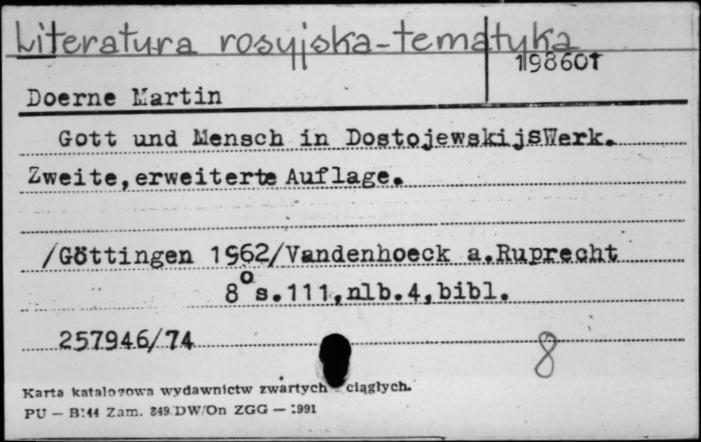 Literatura rosyjska-tematyka
198601
Doerne Martin
Gott und Mensch in DostojewskijsWerk.
Zweite,erweiterte Auflage.
/Göttingen 1962/Vandenhoeck a.Ruprecht
8° s.111,nlb.4,bibl.
257946/74
8
Karta katalogowa wydawnictw zwartych ciągłych.
PU — B144 Zam. 849 DW/On ZGG — 1991